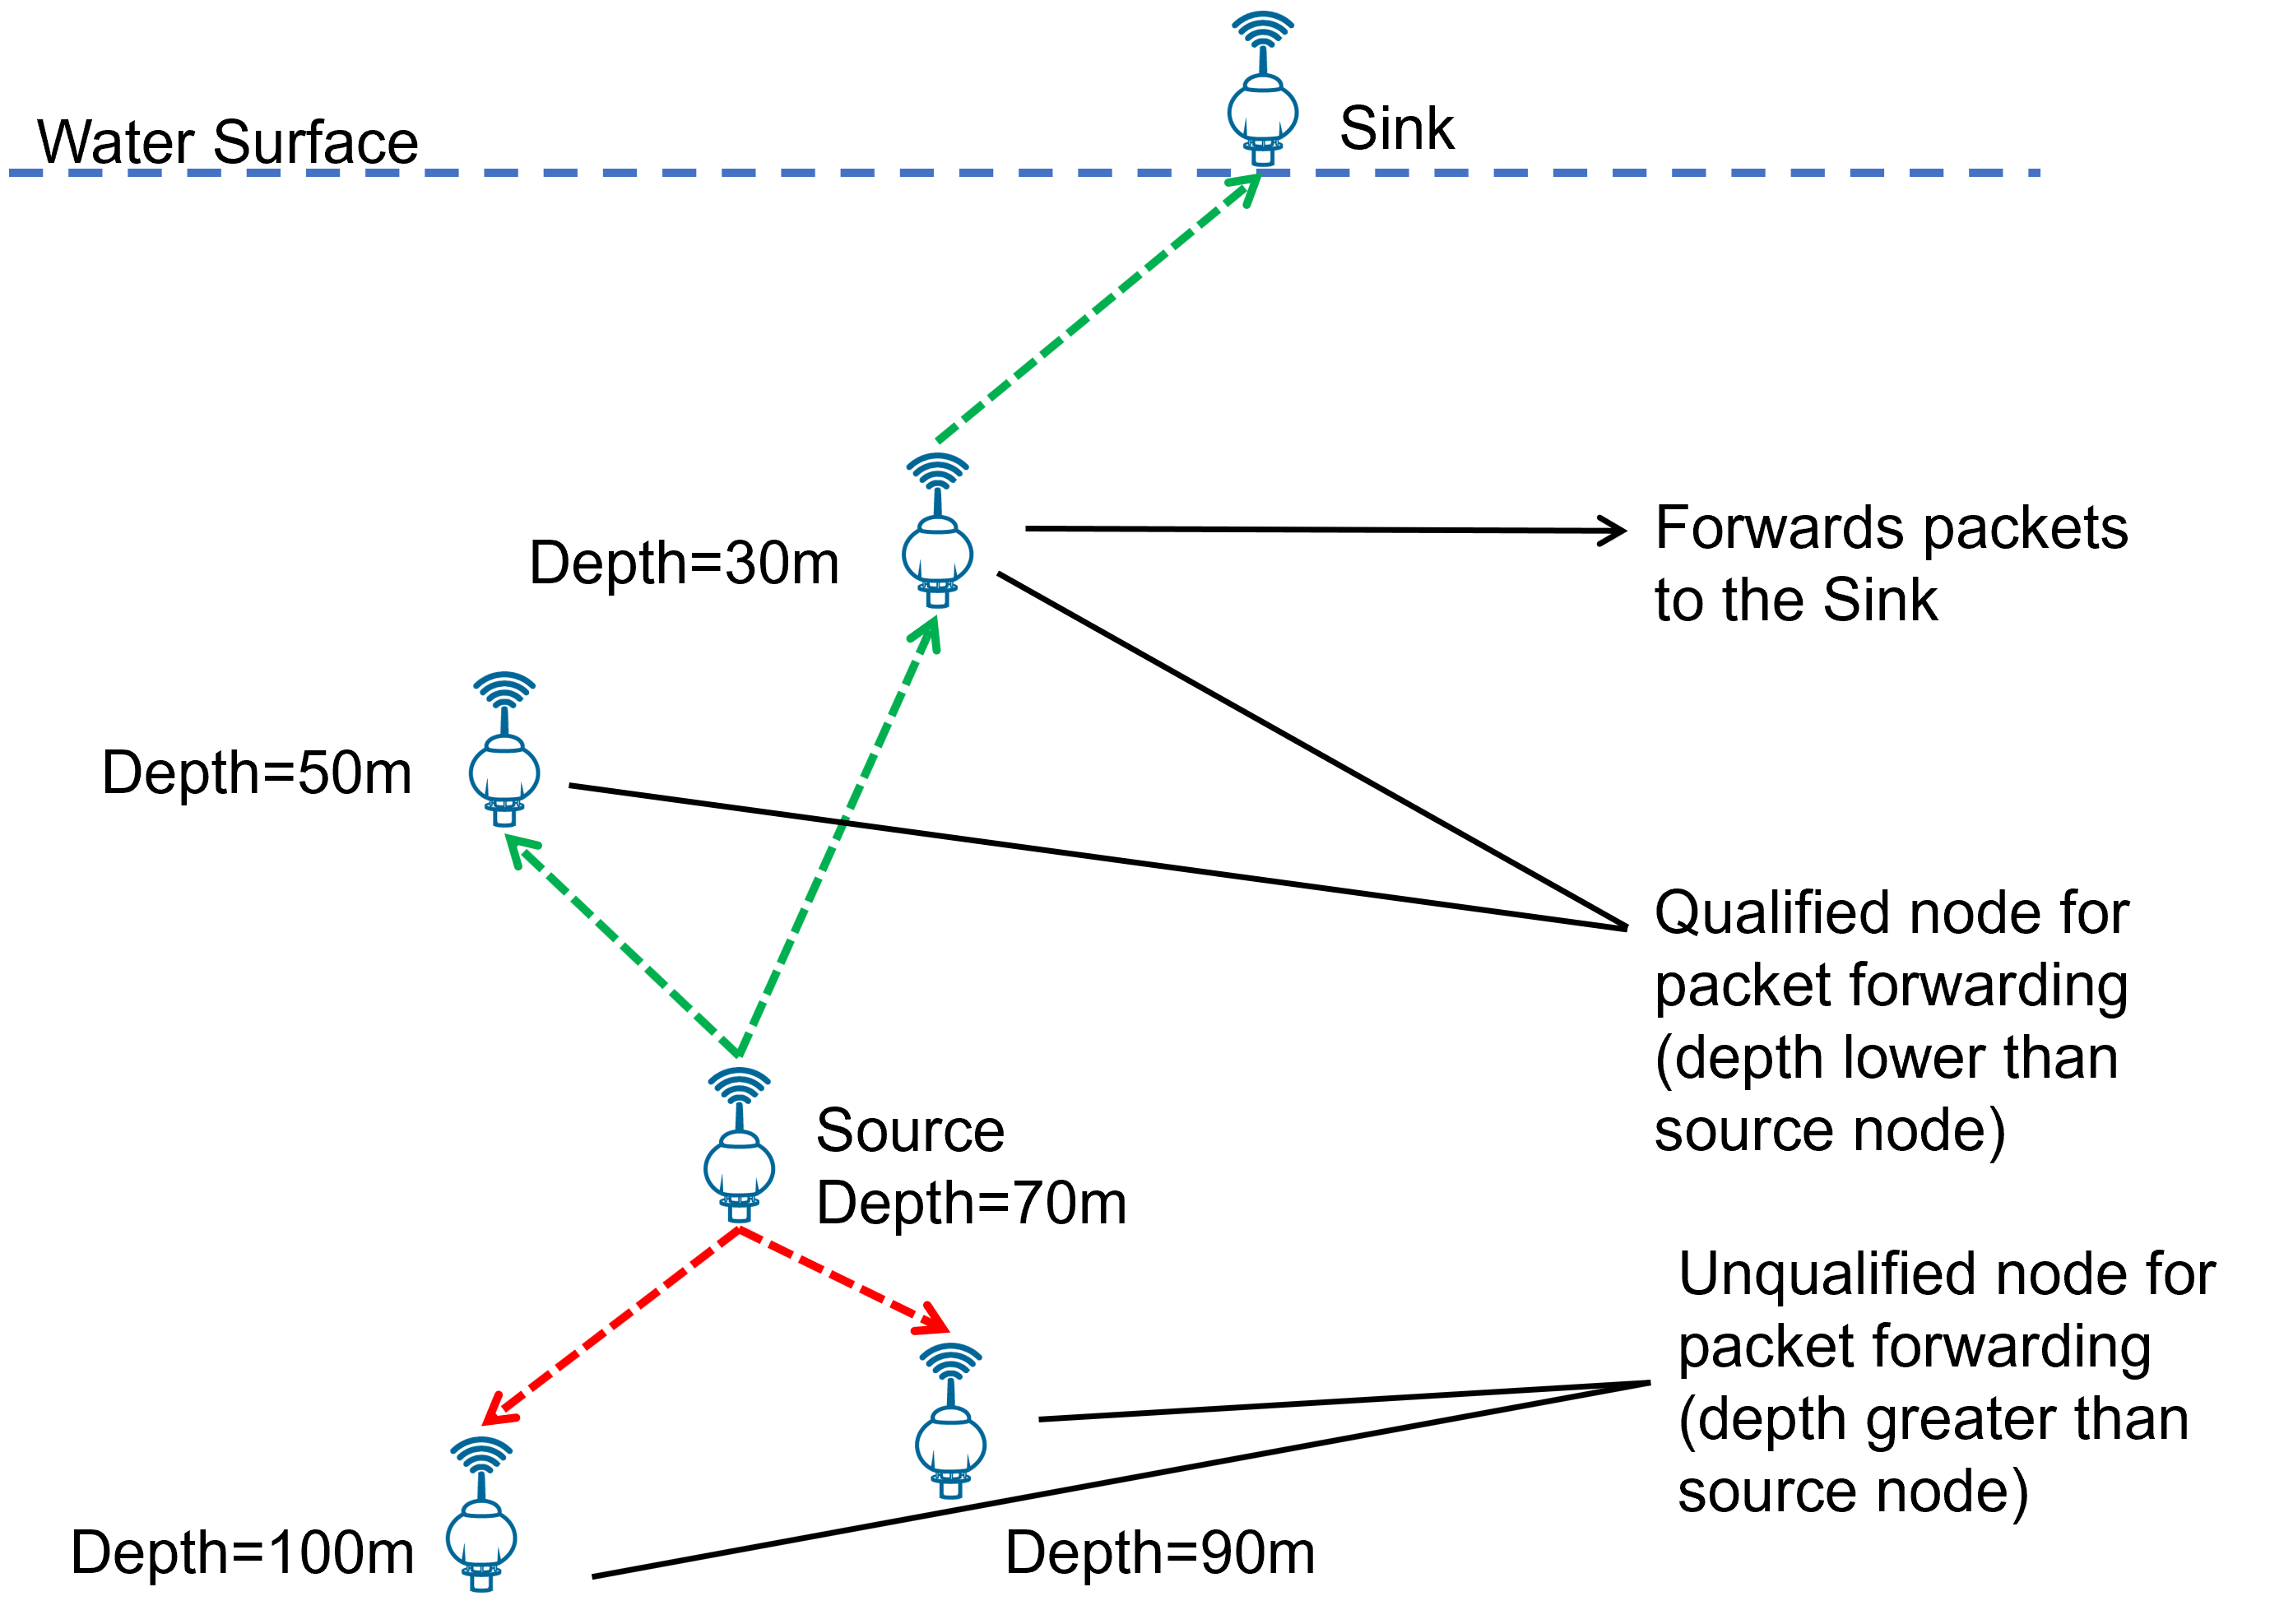 Sink
Water Surface
Forwards packets
to the Sink
Depth=30m
Depth=50m
Qualified node for
packet forwarding
(depth lower than
source node)
Source
Depth=70m
Unqualified node for
packet forwarding
(depth greater than
source node)
Depth=100m
Depth=90m